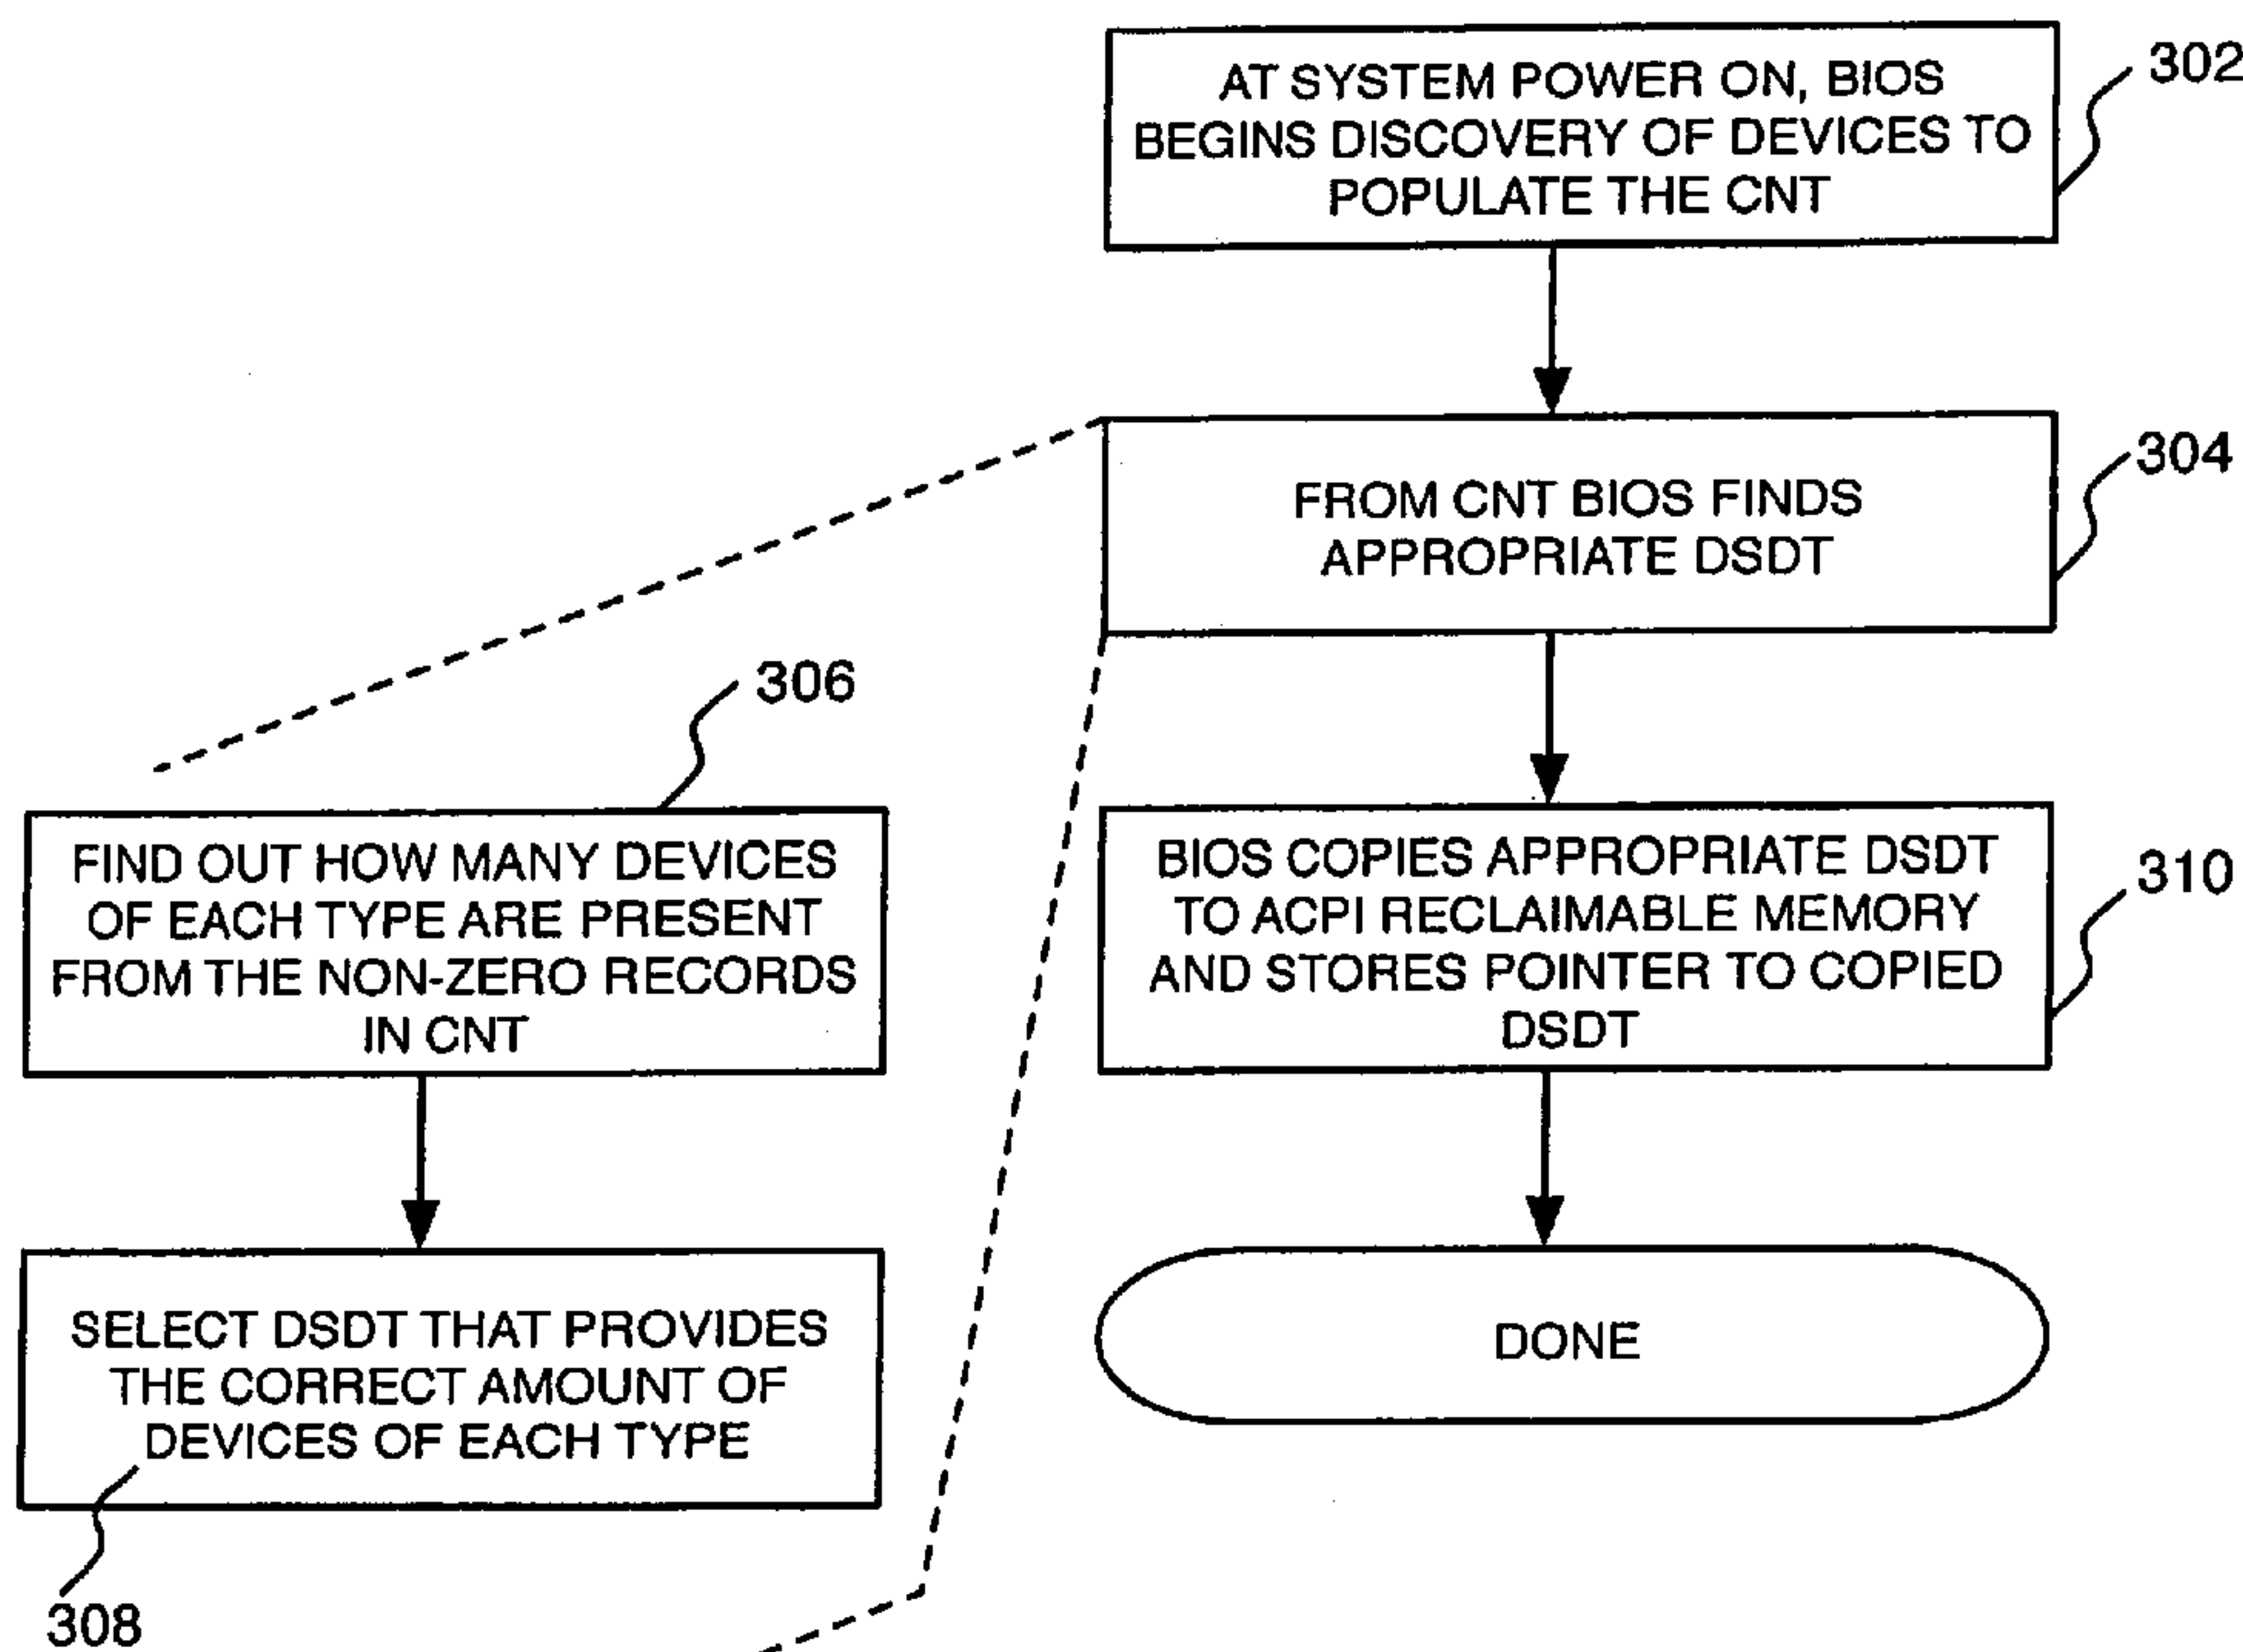 AT SYSTEM POWER ON, BIOS
BEGINS DISCOVERY OF DEVICES TO
POPULATE THE CNT
302
FROM CNT BIOS FINDS
APPROPRIATE DSDT
304
306
FIND OUT HOW MANY DEVICES
OF EACH TYPE ARE PRESENT
FROM THE NON-ZERO RECORDS
IN CNT
BIOS COPIES APPROPRIATE DSDT
TO ACPI RECLAIMABLE MEMORY
AND STORES POINTER TO COPIED
DSDT
310
SELECT DSDT THAT PROVIDES
THE CORRECT AMOUNT OF
DEVICES OF EACH TYPE
308
DONE